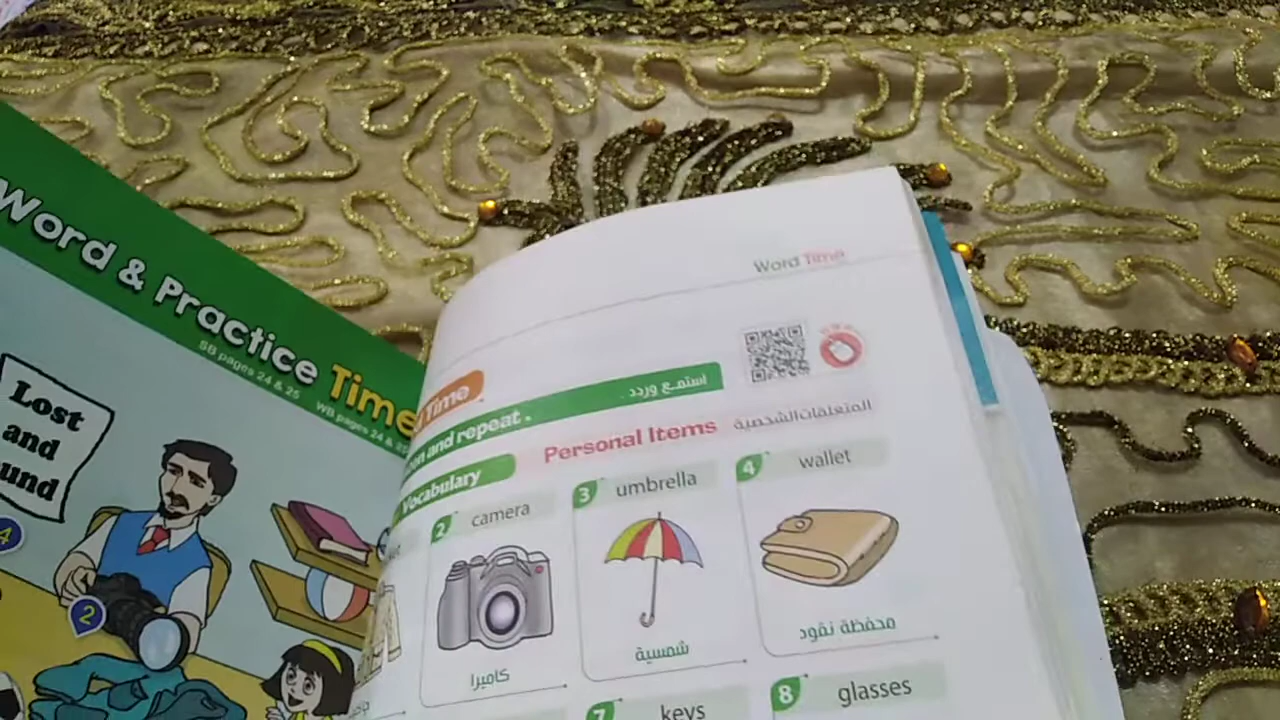 Word & Practice Time
SB pages 24 & 25
WB pages 24 &
Lost
and
2
Word Time
Time
and repeat.
استمع وردد
Personal Items
المتعلقات الشخصية
Vocabulary
2 camera
3 umbrella
4 wallet
كاميرا
شمسية
محفظة نقود
7 keys
8 glasses